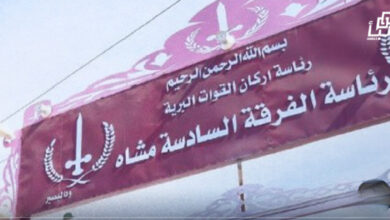 بسم الله الرحمن الرحيم
رئاسة اركان القوات البرية
رئاسة الفرقة السادسة مشاه